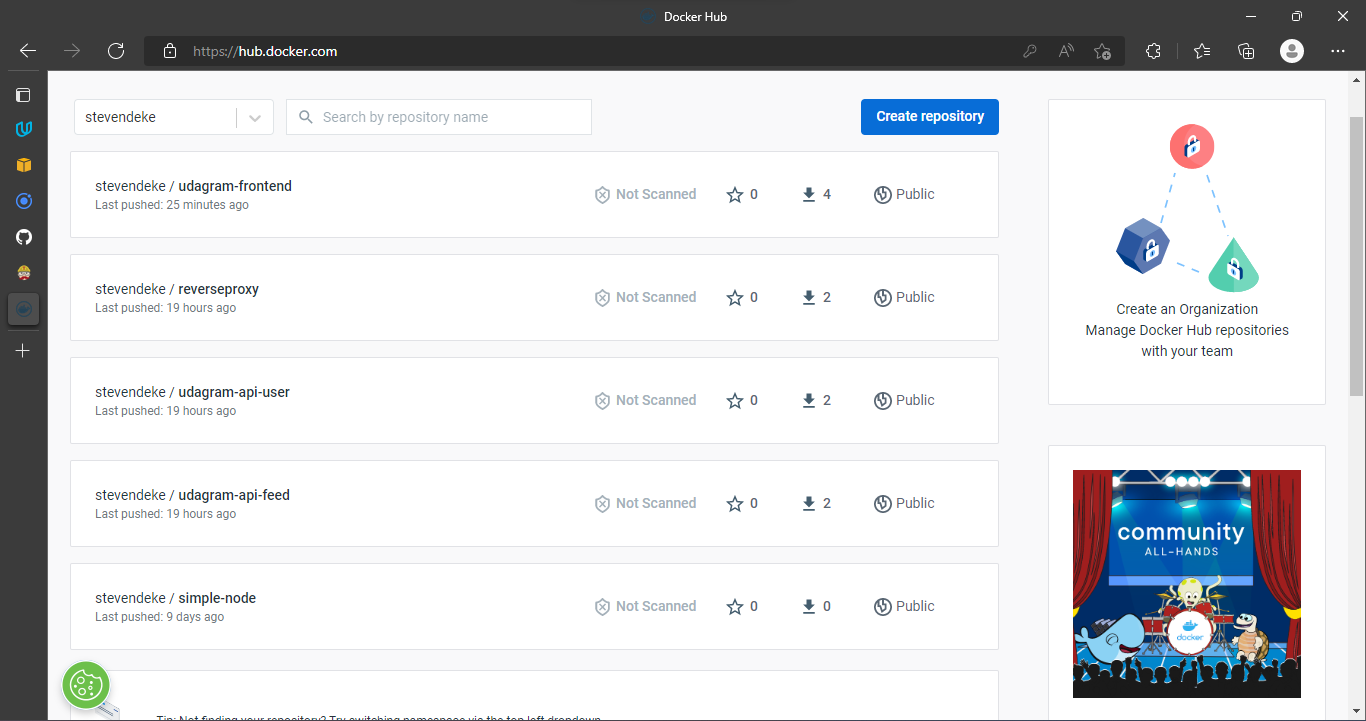 Docker Hub
https://hub.docker.com
stevendeke
Search by repository name
Create repository
stevendeke / udagram-frontend
Last pushed: 25 minutes ago
Not Scanned
0
4
Public
stevendeke / reverseproxy
Last pushed: 19 hours ago
Not Scanned
0
2
Public
stevendeke / udagram-api-user
Last pushed: 19 hours ago
Not Scanned
0
2
Public
stevendeke / udagram-api-feed
Last pushed: 19 hours ago
Not Scanned
0
2
Public
stevendeke / simple-node
Last pushed: 9 days ago
Not Scanned
0
0
Public
Tip: Not finding your repository? Try switching namespace via the top left dropdown.
Create an Organization
Manage Docker Hub repositories
with your team
community
ALL-HANDS
docker